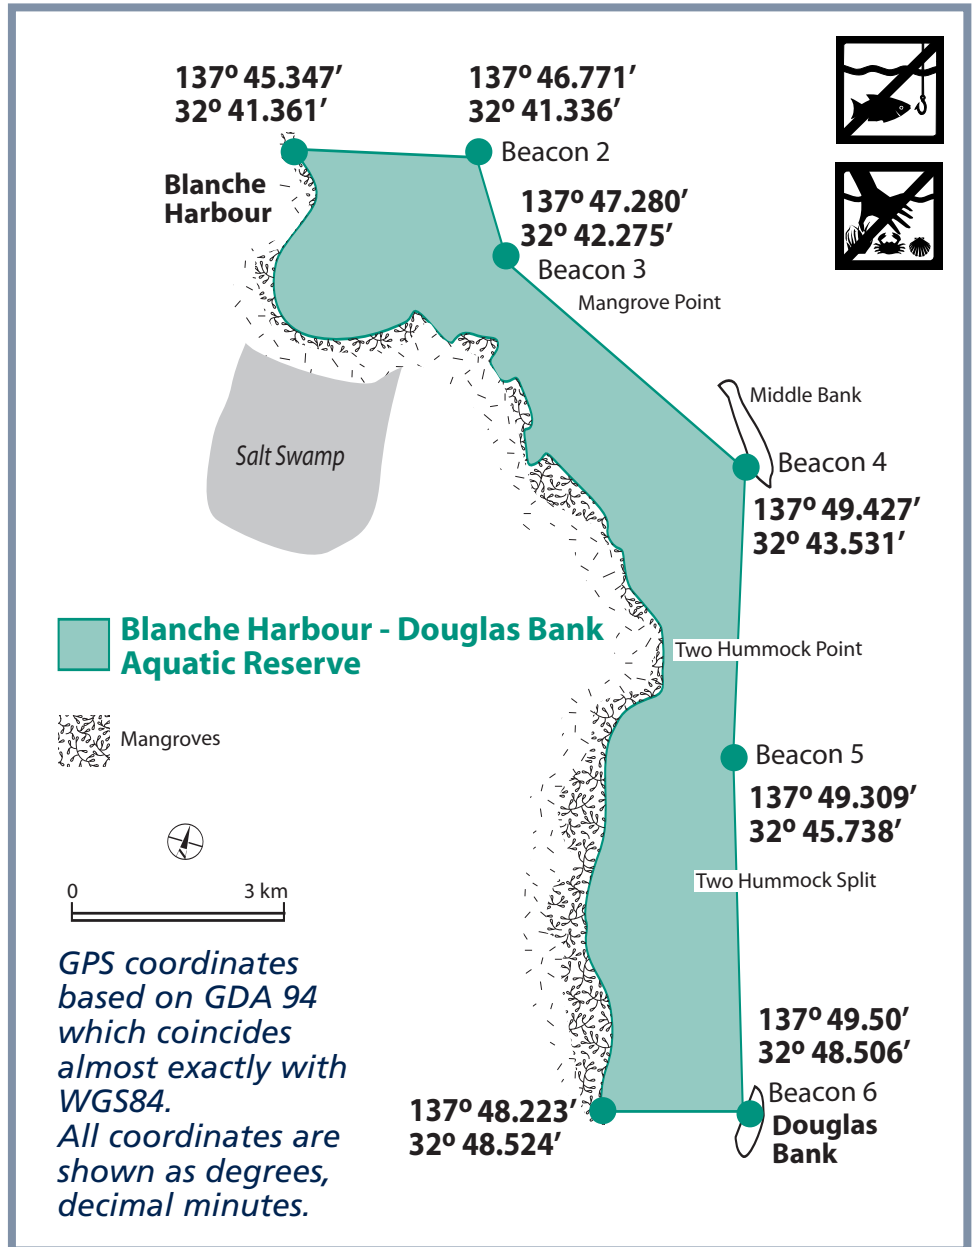 137º 45.347′
32º 41.361′
137º 46.771′
32º 41.336′
Beacon 2
Blanche
Harbour
137º 47.280′
32º 42.275′
Beacon 3
Mangrove Point
Middle Bank
Salt Swamp
Beacon 4
137º 49.427′
32º 43.531′
Blanche Harbour - Douglas Bank
Aquatic Reserve
Two Hummock Point
Mangroves
Beacon 5
137º 49.309′
32º 45.738′
0 3 km
Two Hummock Split
GPS coordinates
based on GDA 94
which coincides
almost exactly with
WGS84.
All coordinates are
shown as degrees,
decimal minutes.
137º 49.50′
32º 48.506′
Beacon 6
Douglas
Bank
137º 48.223′
32º 48.524′